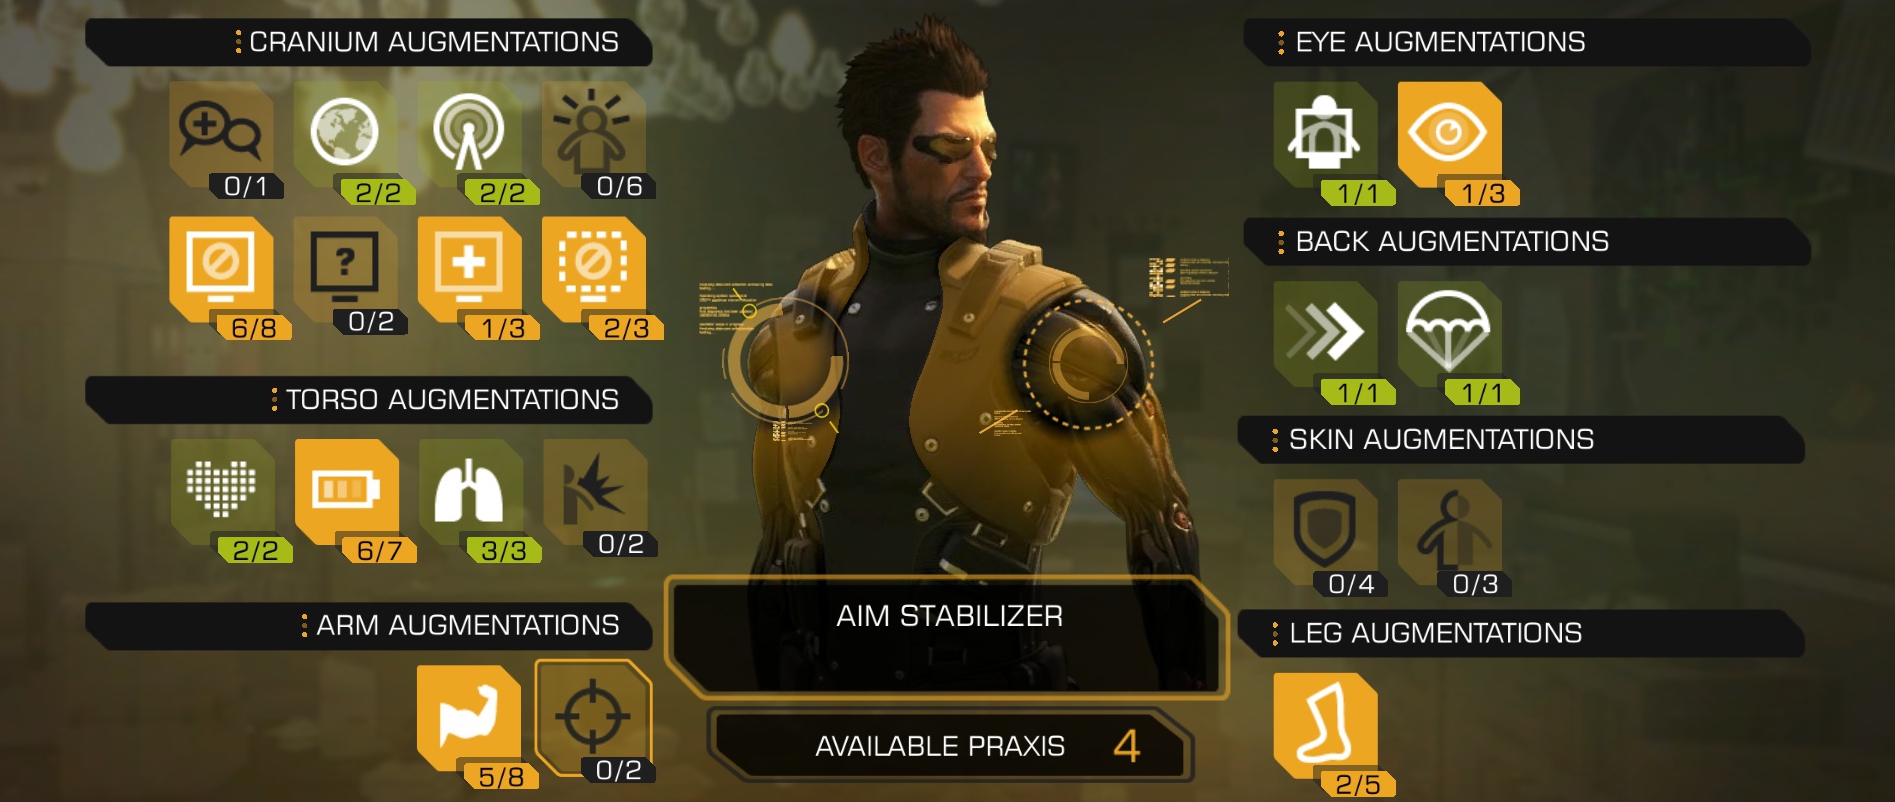 CRANIUM AUGMENTATIONS
0/1 2/2 2/2 0/6
6/8 ? 0/2 1/3 2/3
TORSO AUGMENTATIONS
2/2 6/7 3/3 0/2
ARM AUGMENTATIONS
5/8 0/2
AIM STABILIZER
AVAILABLE PRAXIS 4
EYE AUGMENTATIONS
1/1 1/3
BACK AUGMENTATIONS
1/1 1/1
SKIN AUGMENTATIONS
0/4 0/3
LEG AUGMENTATIONS
2/5